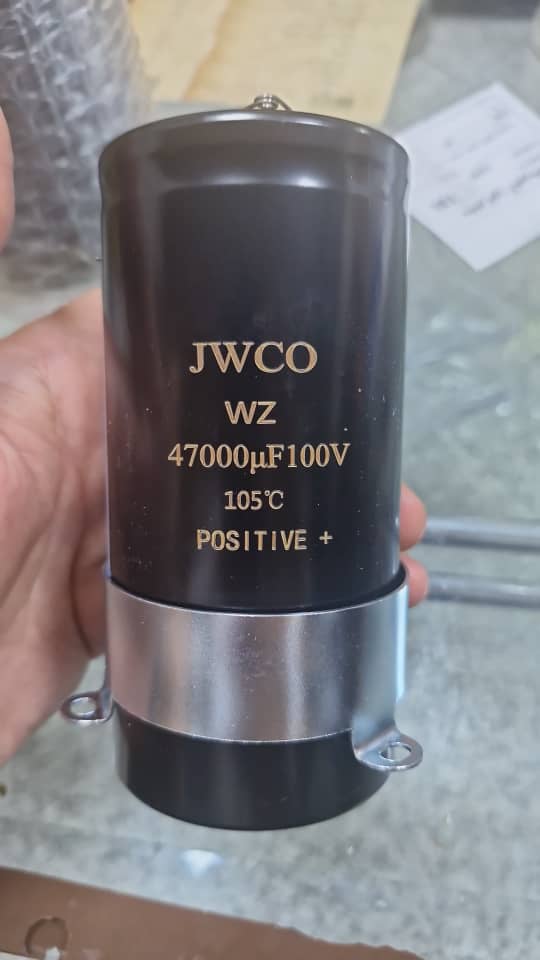 JWCO
WZ
47000µF100V
105℃
POSITIVE +